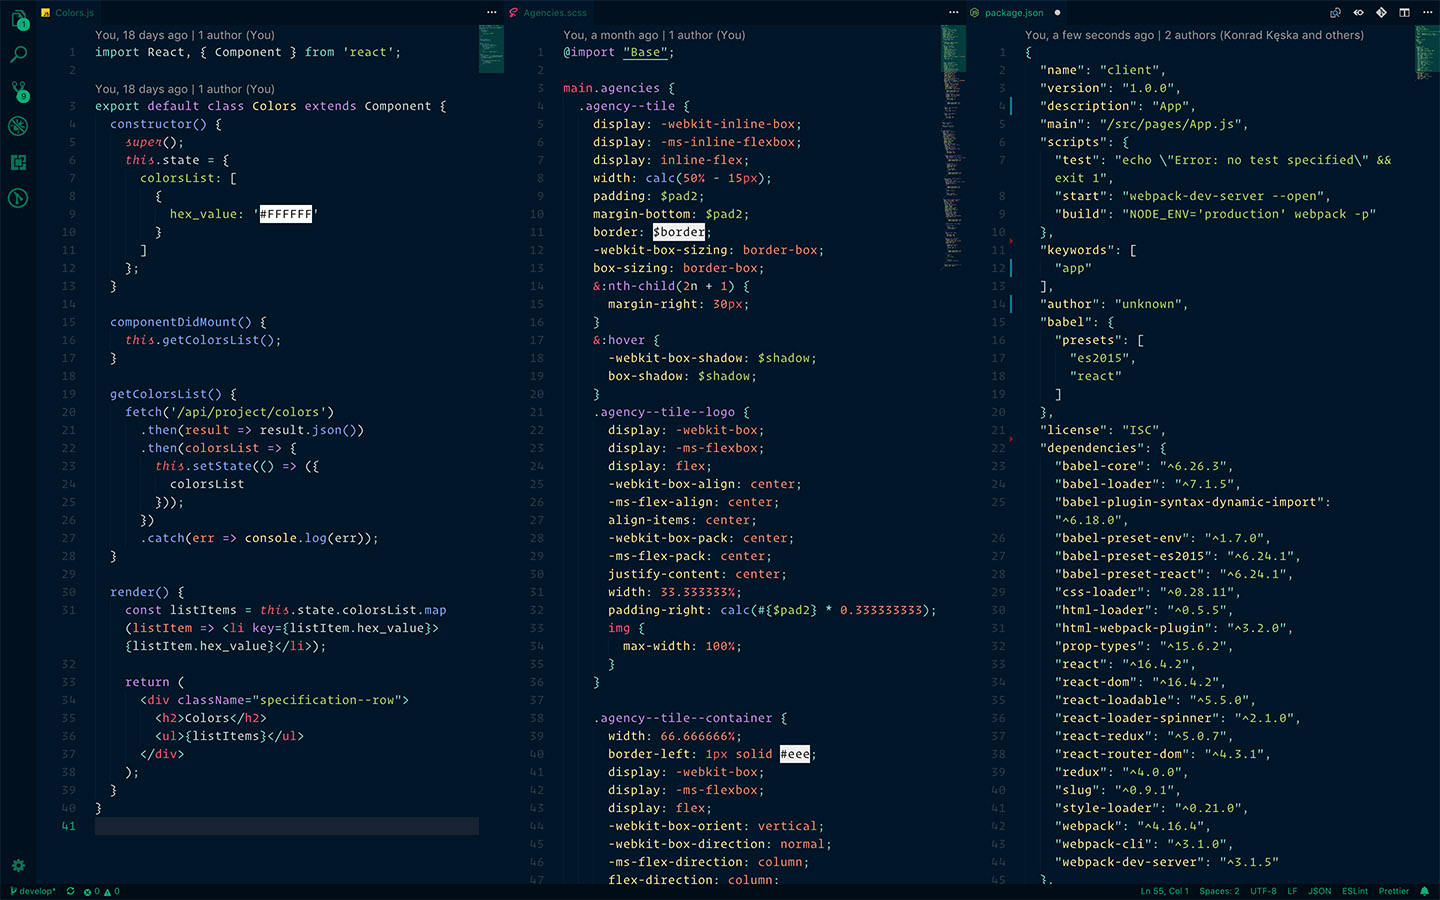 Colors.js
You, 18 days ago | 1 author (You)
1 import React, { Component } from 'react';
2
You, 18 days ago | 1 author (You)
3 export default class Colors extends Component {
4 constructor() {
5 super();
6 this.state = {
7 colorsList: [
8 {
9 hex_value: '#FFFFFF'
10 }
11 ]
12 };
13 }
14
15 componentDidMount() {
16 this.getColorsList();
17 }
18
19 getColorsList() {
20 fetch('/api/project/colors')
21 .then(result => result.json())
22 .then(colorsList => {
23 this.setState(() => ({
24 colorsList
25 }));
26 })
27 .catch(err => console.log(err));
28 }
29
30 render() {
31 const listItems = this.state.colorsList.map
(listItem => <li key={listItem.hex_value}>
{listItem.hex_value}</li>);
32
33 return (
34 <div className="specification--row">
35 <h2>Colors</h2>
36 <ul>{listItems}</ul>
37 </div>
38 );
39 }
40 }
41
Agencies.scss
You, a month ago | 1 author (You)
1 @import "Base";
2
3 main.agencies {
4 .agency--tile {
5 display: -webkit-inline-box;
6 display: -ms-inline-flexbox;
7 display: inline-flex;
8 width: calc(50% - 15px);
9 padding: $pad2;
10 margin-bottom: $pad2;
11 border: $border;
12 -webkit-box-sizing: border-box;
13 box-sizing: border-box;
14 &:nth-child(2n + 1) {
15 margin-right: 30px;
16 }
17 &:hover {
18 -webkit-box-shadow: $shadow;
19 box-shadow: $shadow;
20 }
21 .agency--tile--logo {
22 display: -webkit-box;
23 display: -ms-flexbox;
24 display: flex;
25 -webkit-box-align: center;
26 -ms-flex-align: center;
27 align-items: center;
28 -webkit-box-pack: center;
29 -ms-flex-pack: center;
30 justify-content: center;
31 width: 33.333333%;
32 padding-right: calc(#{$pad2} * 0.333333333);
33 img {
34 max-width: 100%;
35 }
36 }
37
38 .agency--tile--container {
39 width: 66.666666%;
40 border-left: 1px solid #eee;
41 display: -webkit-box;
42 display: -ms-flexbox;
43 display: flex;
44 -webkit-box-orient: vertical;
45 -webkit-box-direction: normal;
46 -ms-flex-direction: column;
47 flex-direction: column;
package.json
You, a few seconds ago | 2 authors (Konrad Kęska and others)
1 {
2 "name": "client",
3 "version": "1.0.0",
4 "description": "App",
5 "main": "/src/pages/App.js",
6 "scripts": {
7 "test": "echo \"Error: no test specified\" &&
exit 1",
8 "start": "webpack-dev-server --open",
9 "build": "NODE_ENV='production' webpack -p"
10 },
11 "keywords": [
12 "app"
13 ],
14 "author": "unknown",
15 "babel": {
16 "presets": [
17 "es2015",
18 "react"
19 ]
20 },
21 "license": "ISC",
22 "dependencies": {
23 "babel-core": "^6.26.3",
24 "babel-loader": "^7.1.5",
25 "babel-plugin-syntax-dynamic-import":
"^6.18.0",
26 "babel-preset-env": "^1.7.0",
27 "babel-preset-es2015": "^6.24.1",
28 "babel-preset-react": "^6.24.1",
29 "css-loader": "^0.28.11",
30 "html-loader": "^0.5.5",
31 "html-webpack-plugin": "^3.2.0",
32 "prop-types": "^15.6.2",
33 "react": "^16.4.2",
34 "react-dom": "^16.4.2",
35 "react-loadable": "^5.5.0",
36 "react-loader-spinner": "^2.1.0",
37 "react-redux": "^5.0.7",
38 "react-router-dom": "^4.3.1",
39 "redux": "^4.0.0",
40 "slug": "^0.9.1",
41 "style-loader": "^0.21.0",
42 "webpack": "^4.16.4",
43 "webpack-cli": "^3.1.0",
44 "webpack-dev-server": "^3.1.5"
45 },
1
9
develop* 0 0
Ln 55, Col 1 Spaces: 2 UTF-8 LF JSON ESLint Prettier